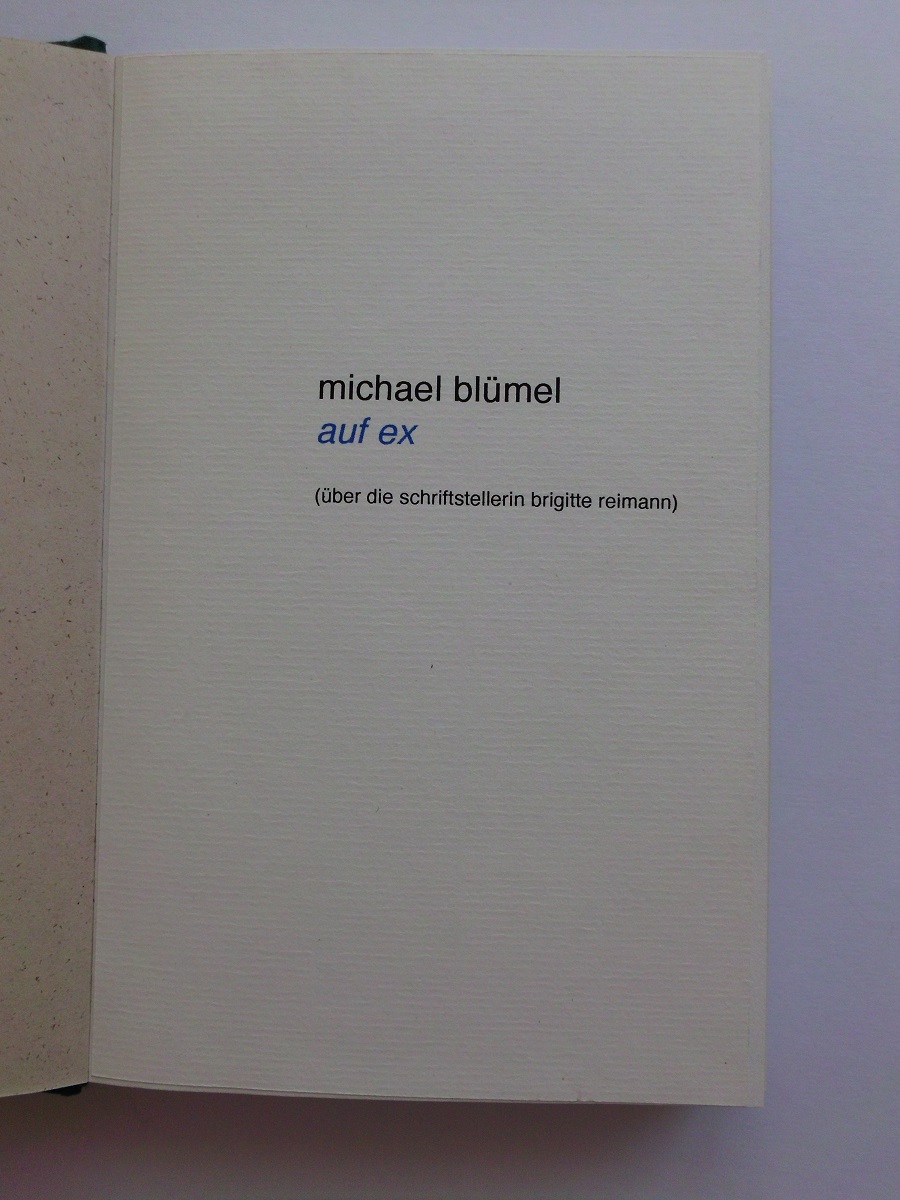 michael blümel
auf ex
(über die schriftstellerin brigitte reimann)